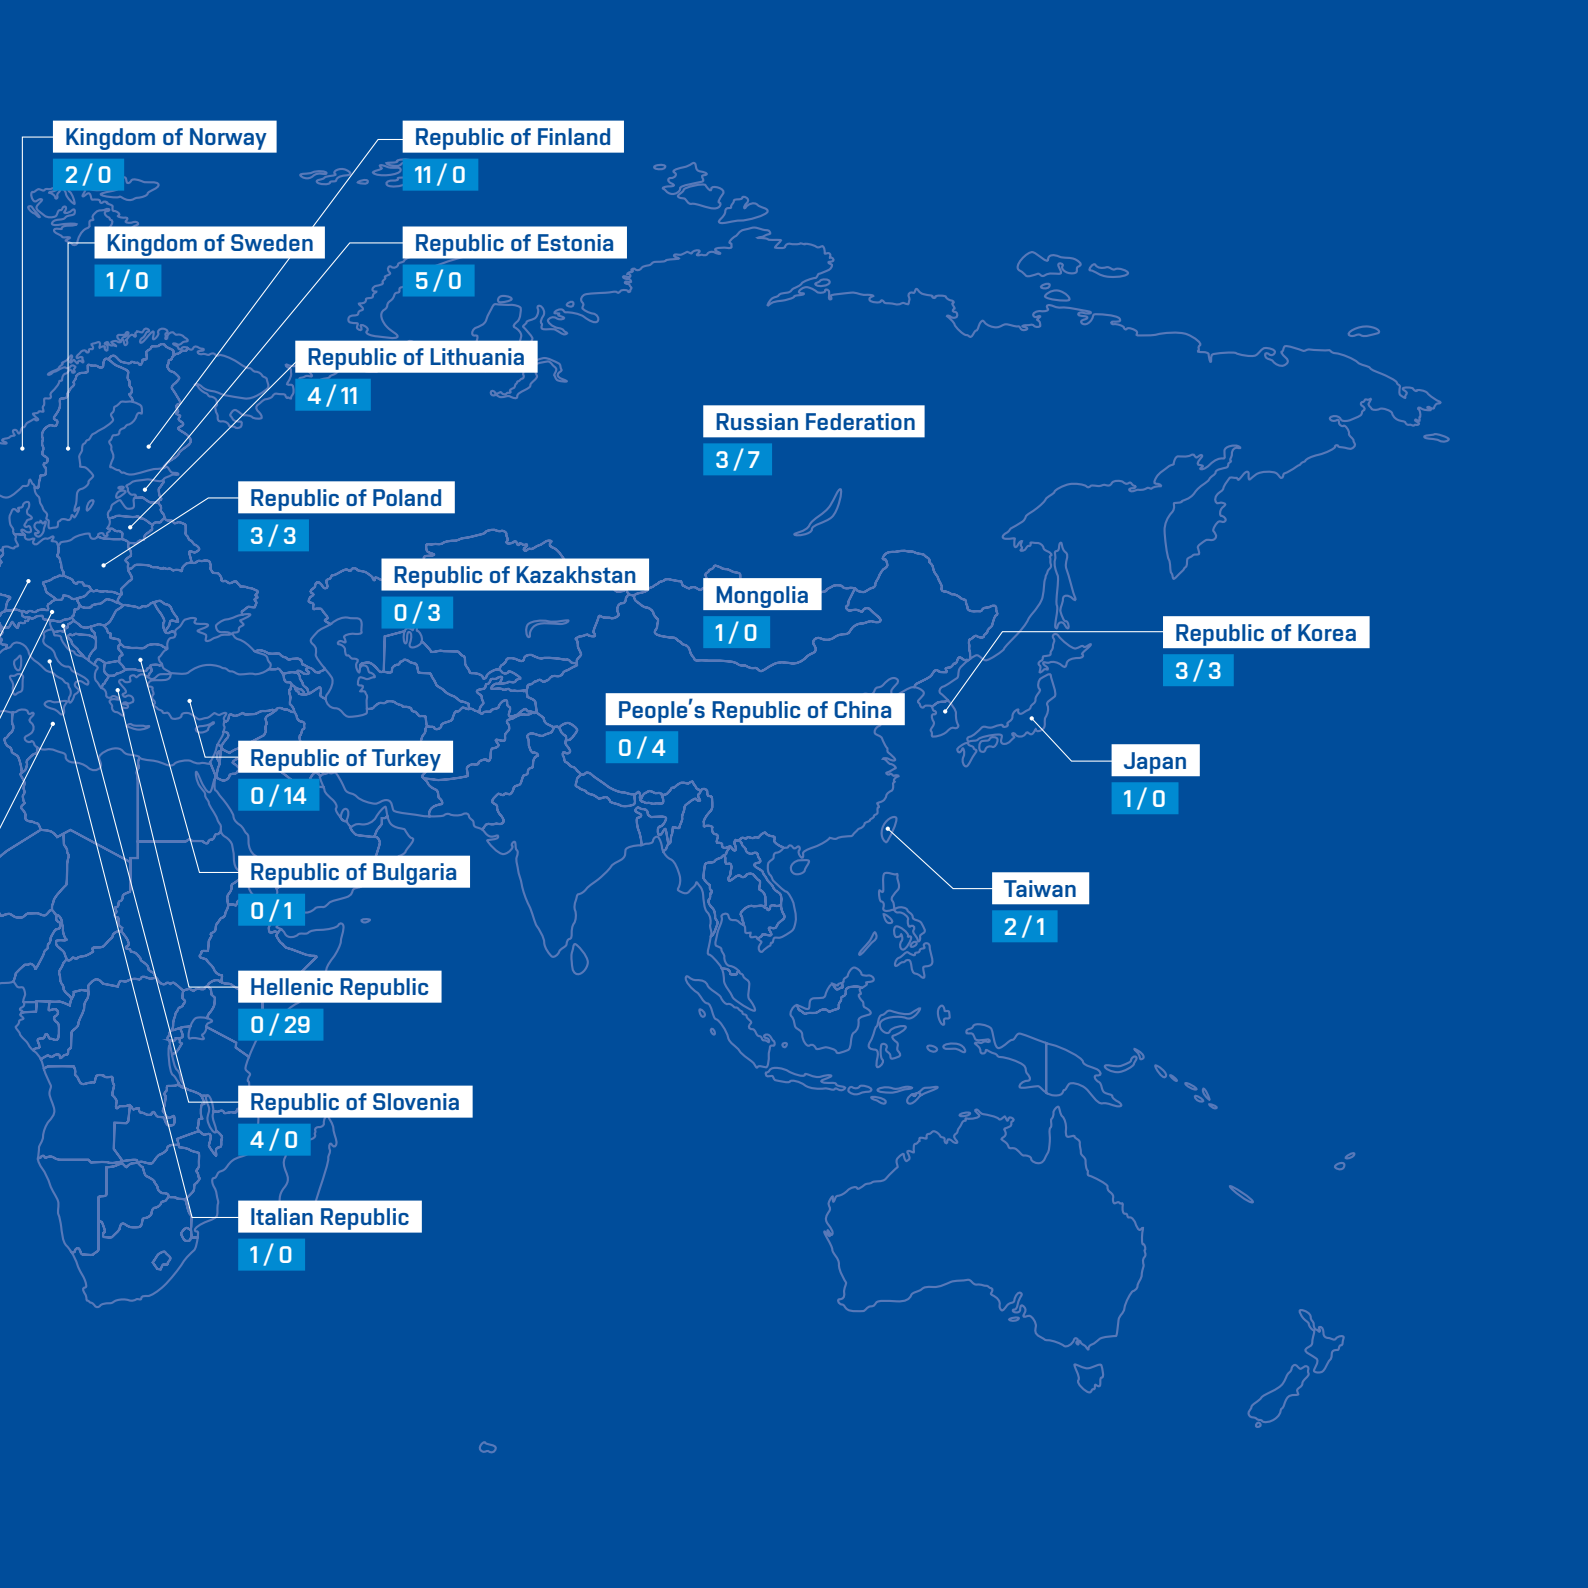 Kingdom of Norway
2 / 0
Republic of Finland
11 / 0
Kingdom of Sweden
1 / 0
Republic of Estonia
5 / 0
Republic of Lithuania
4 / 11
Russian Federation
3 / 7
Republic of Poland
3 / 3
Republic of Kazakhstan
0 / 3
Mongolia
1 / 0
Republic of Korea
3 / 3
People's Republic of China
0 / 4
Republic of Turkey
0 / 14
Japan
1 / 0
Republic of Bulgaria
0 / 1
Taiwan
2 / 1
Hellenic Republic
0 / 29
Republic of Slovenia
4 / 0
Italian Republic
1 / 0